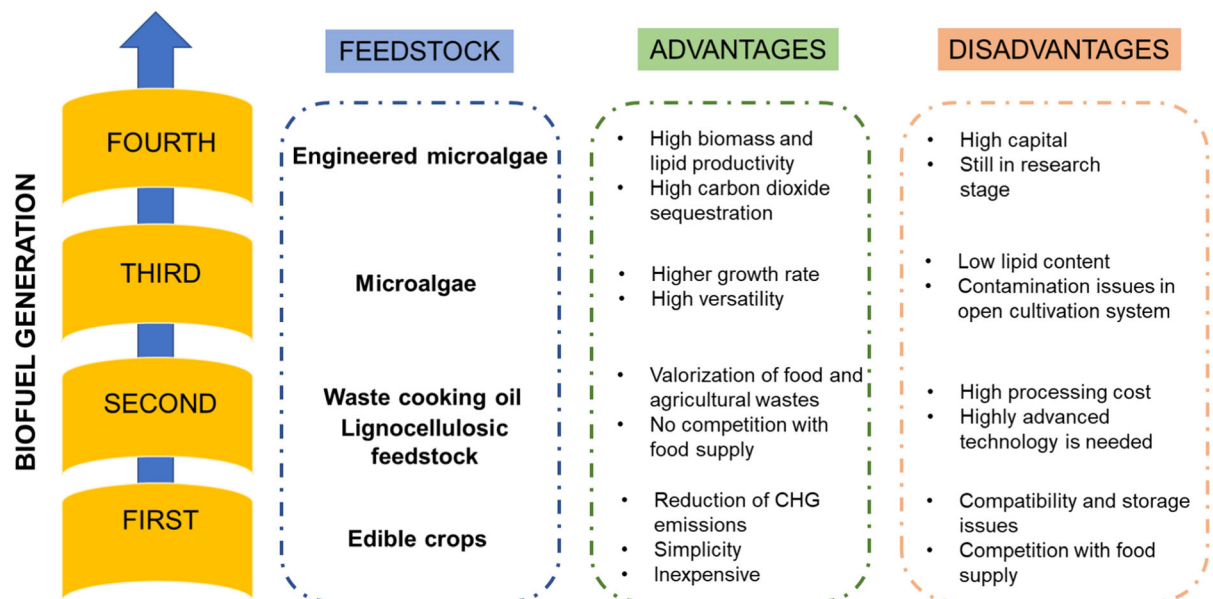 BIOFUEL GENERATION
FEEDSTOCK
ADVANTAGES
DISADVANTAGES
FOURTH
Engineered microalgae
• High biomass and
lipid productivity
• High carbon dioxide
sequestration
• High capital
• Still in research
stage
THIRD
Microalgae
• Higher growth rate
• High versatility
• Low lipid content
• Contamination issues in
open cultivation system
SECOND
Waste cooking oil
Lignocellulosic
feedstock
• Valorization of food and
agricultural wastes
• No competition with
food supply
• High processing cost
• Highly advanced
technology is needed
FIRST
Edible crops
• Reduction of CHG
emissions
• Simplicity
• Inexpensive
• Compatibility and storage
issues
• Competition with food
supply